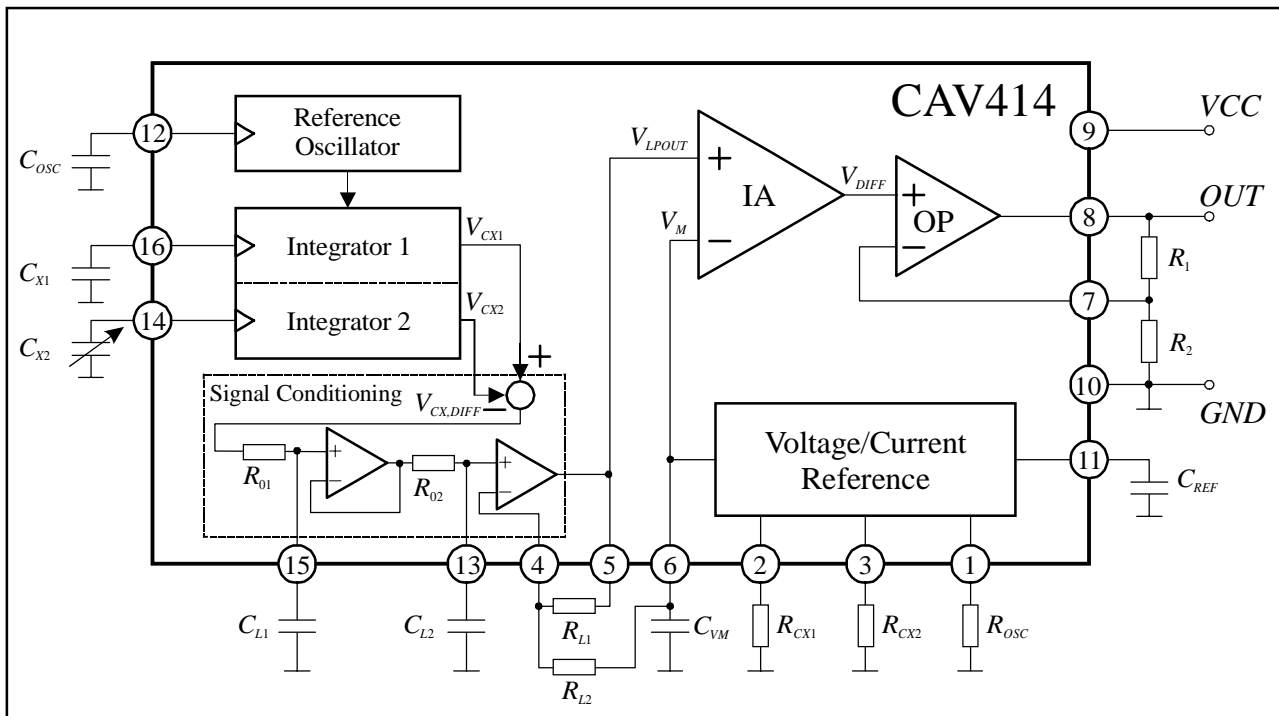 CAV414
Reference
Oscillator
12
C_OSC
9
VCC
V_LPOUT
+
IA
V_DIFF
+
OP
8
OUT
16
Integrator 1
V_CX1
V_M
−
−
R_1
C_X1
14
Integrator 2
V_CX2
7
C_X2
+
R_2
Signal Conditioning
−
V_CX,DIFF
10
GND
Voltage/Current
Reference
11
C_REF
R_01
+
−
R_02
+
−
15
13
4
5
6
2
3
1
C_L1
C_L2
R_L1
C_VM
R_CX1
R_CX2
R_OSC
R_L2